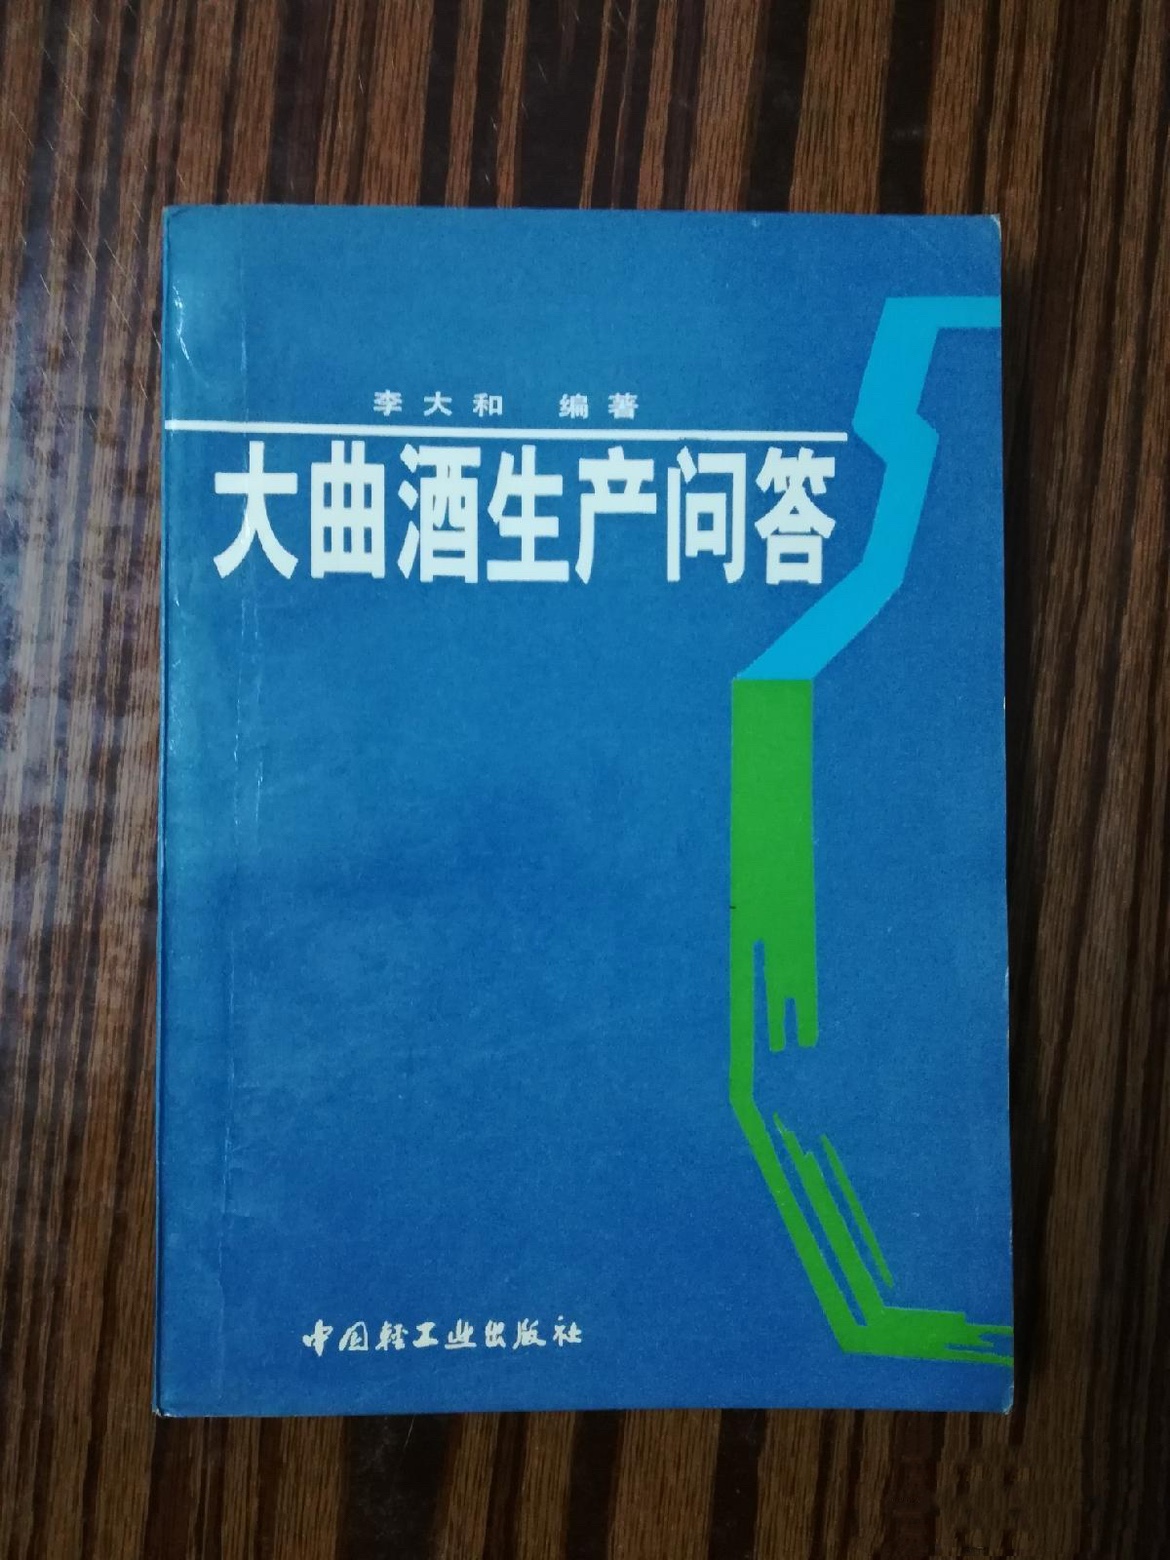 李大和 编著
大曲酒生产问答
中国轻工业出版社